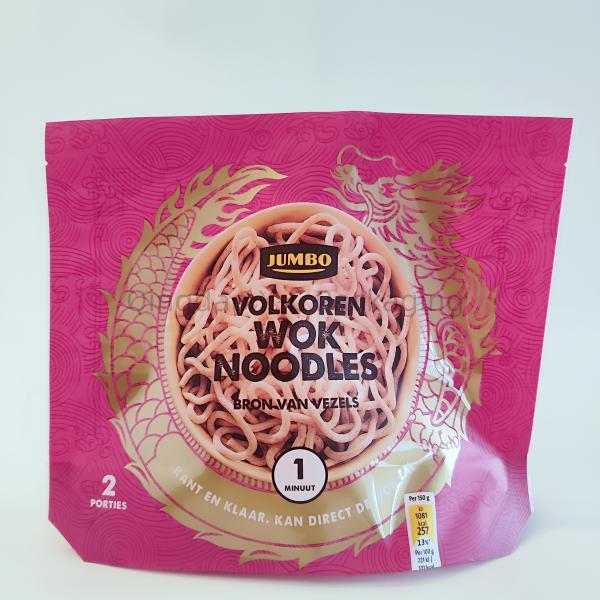 JUMBO
VOLKOREN
WOK
NOODLES
BRON VAN VEZELS
1
MINUUT
2
PORTIES
KANT EN KLAAR. KAN DIRECT DE
Per 150 g
kJ
1081
kcal
257
13%*
Per 100 g